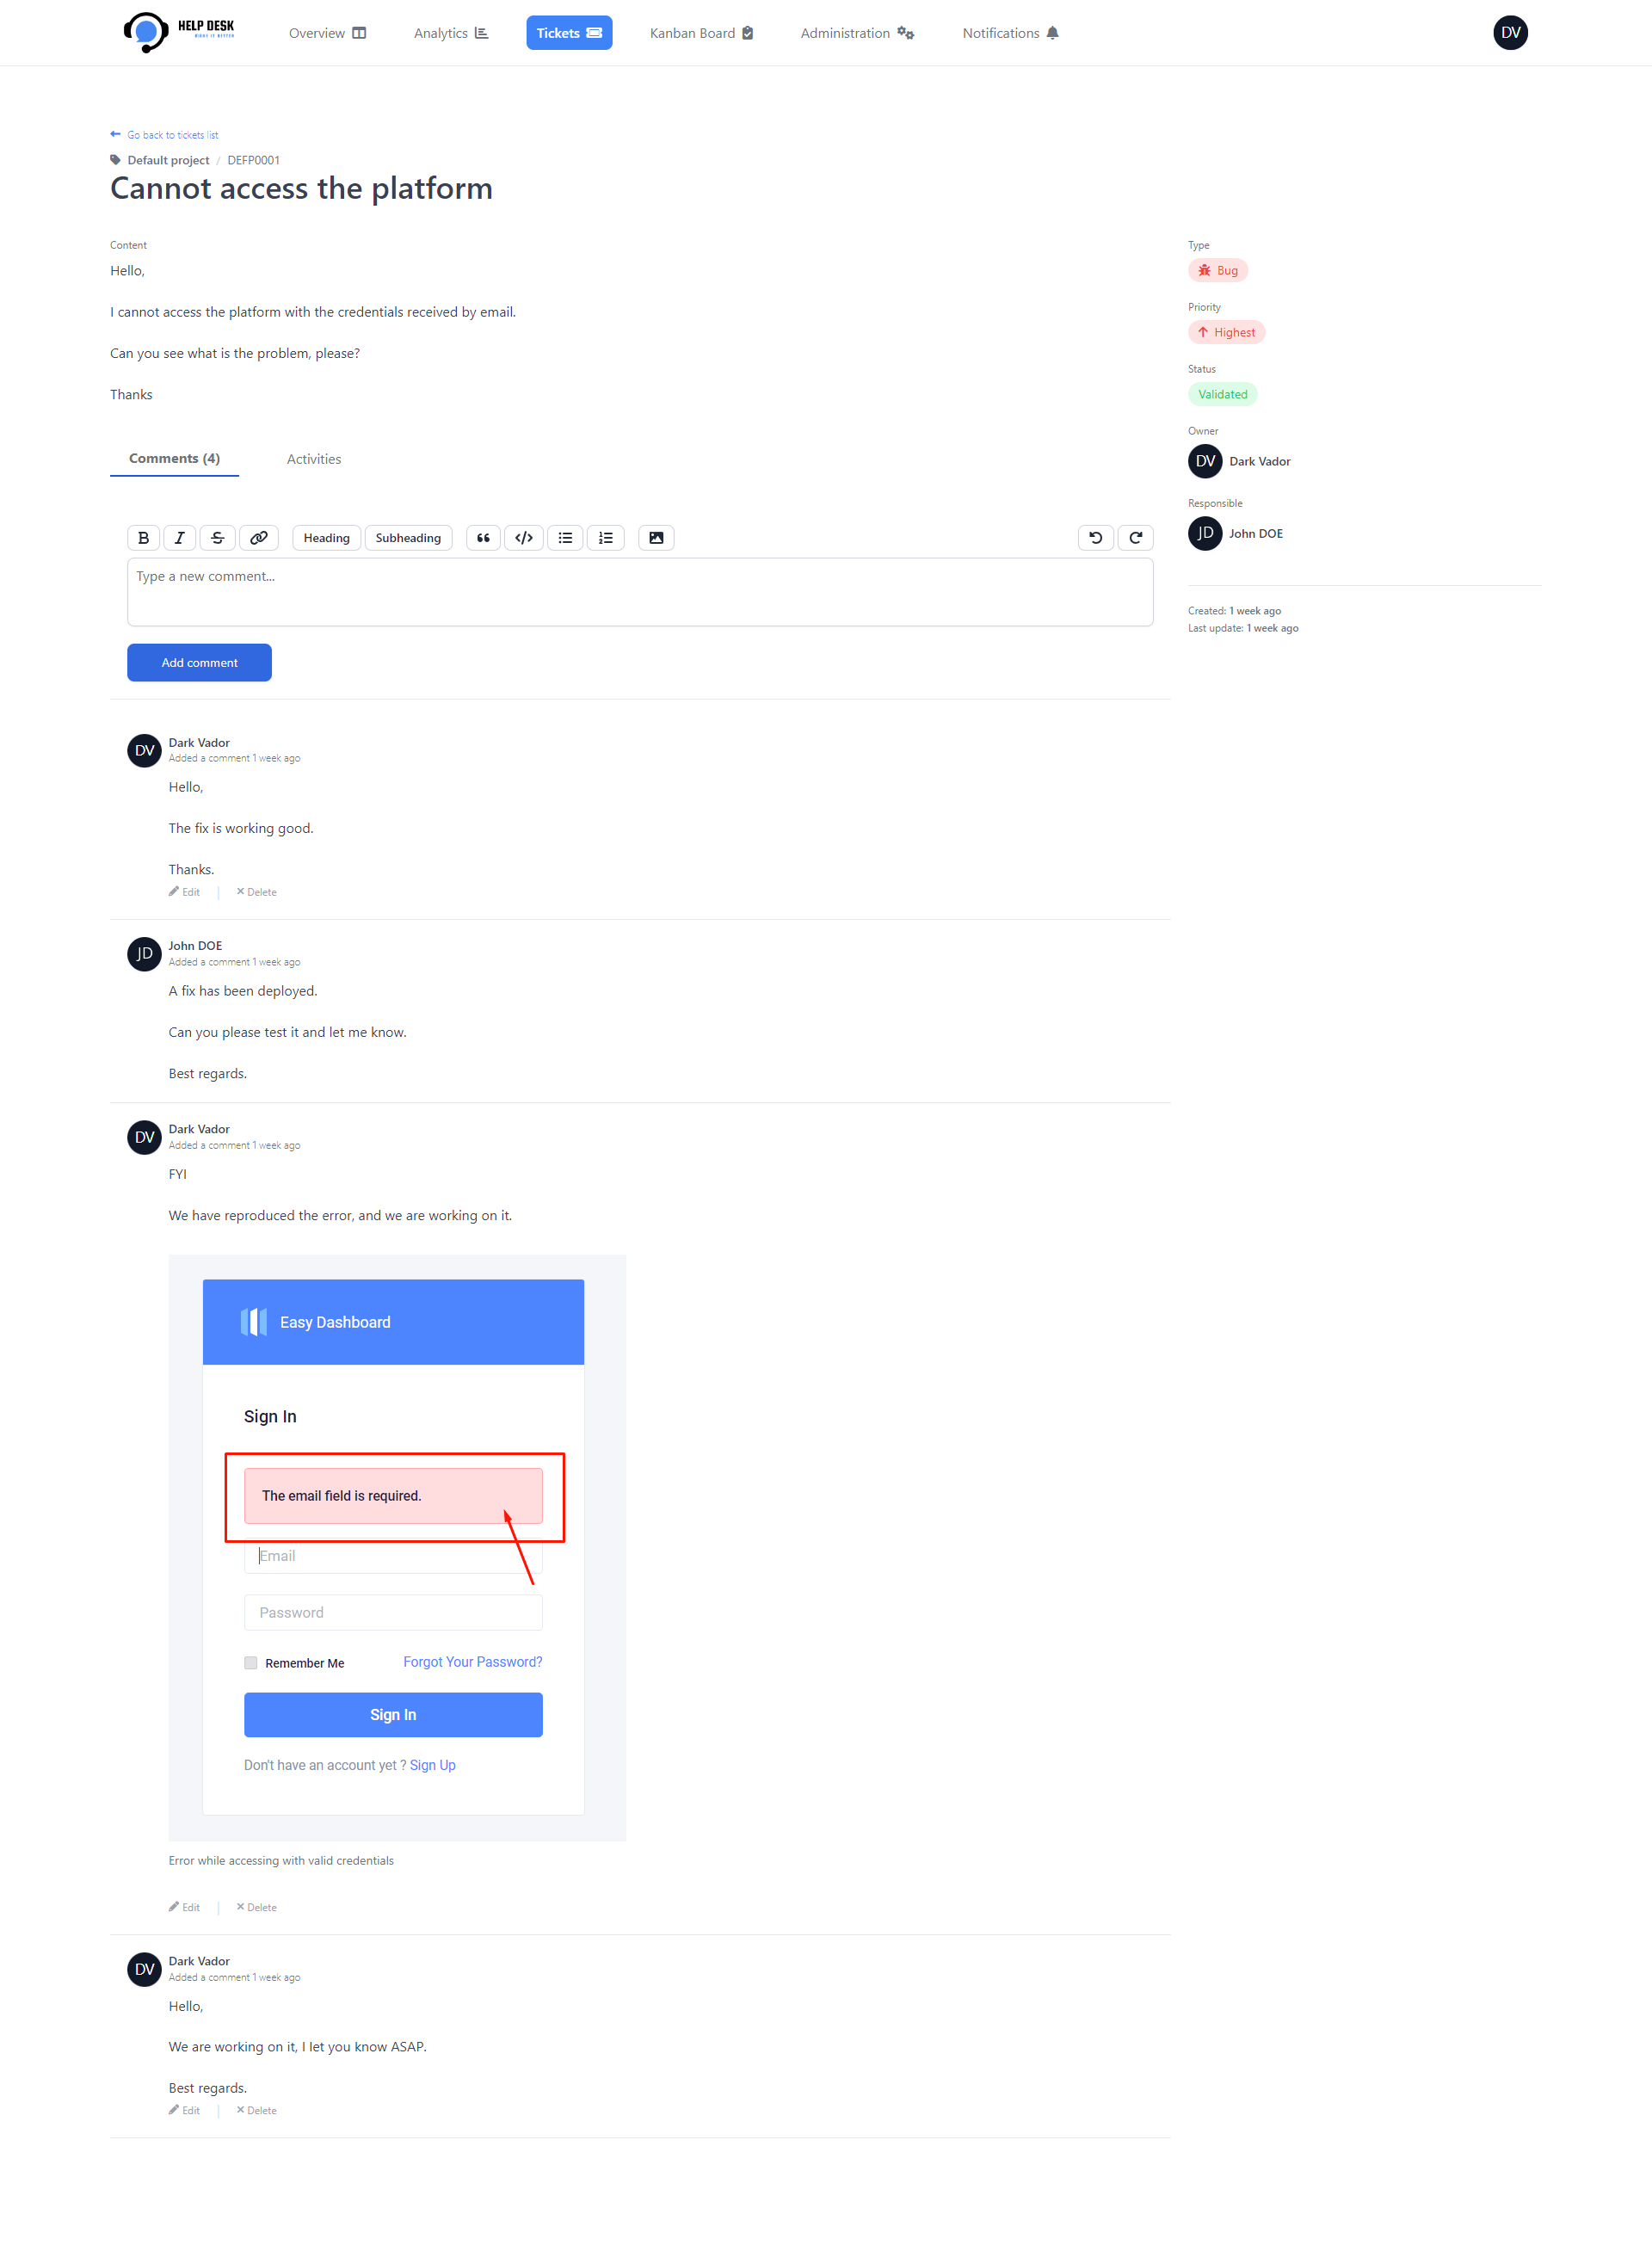 HELP DESK
MAKE IT BETTER
Overview
Analytics
Tickets
Kanban Board
Administration
Notifications
DV
Go back to tickets list
Default project / DEFP0001
Cannot access the platform
Content
Hello,
I cannot access the platform with the credentials received by email.
Can you see what is the problem, please?
Thanks
Type
Bug
Priority
Highest
Status
Validated
Owner
DV Dark Vador
Responsible
JD John DOE
Created: 1 week ago
Last update: 1 week ago
Comments (4)
Activities
B I S Heading Subheading
Type a new comment...
Add comment
DV Dark Vador
Added a comment 1 week ago
Hello,
The fix is working good.
Thanks.
Edit | × Delete
JD John DOE
Added a comment 1 week ago
A fix has been deployed.
Can you please test it and let me know.
Best regards.
DV Dark Vador
Added a comment 1 week ago
FYI
We have reproduced the error, and we are working on it.
Easy Dashboard
Sign In
The email field is required.
Email
Password
Remember Me
Forgot Your Password?
Sign In
Don't have an account yet ? Sign Up
Error while accessing with valid credentials
Edit | × Delete
DV Dark Vador
Added a comment 1 week ago
Hello,
We are working on it, I let you know ASAP.
Best regards.
Edit | × Delete